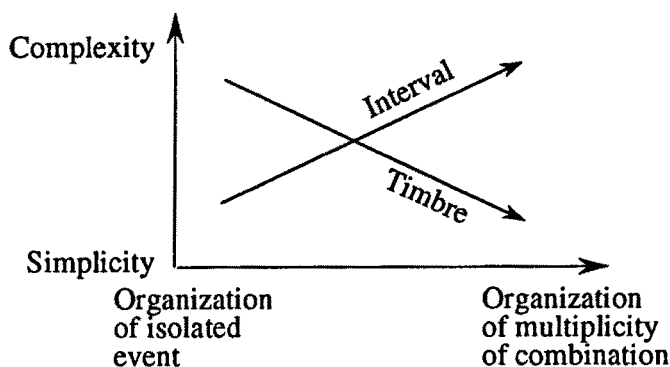 Complexity
Interval
Timbre
Simplicity
Organization
of isolated
event
Organization
of multiplicity
of combination